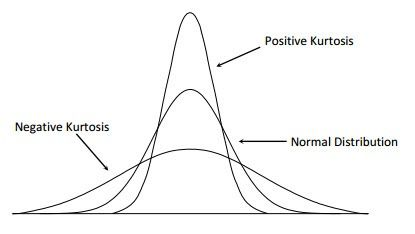 Positive Kurtosis
Negative Kurtosis
Normal Distribution